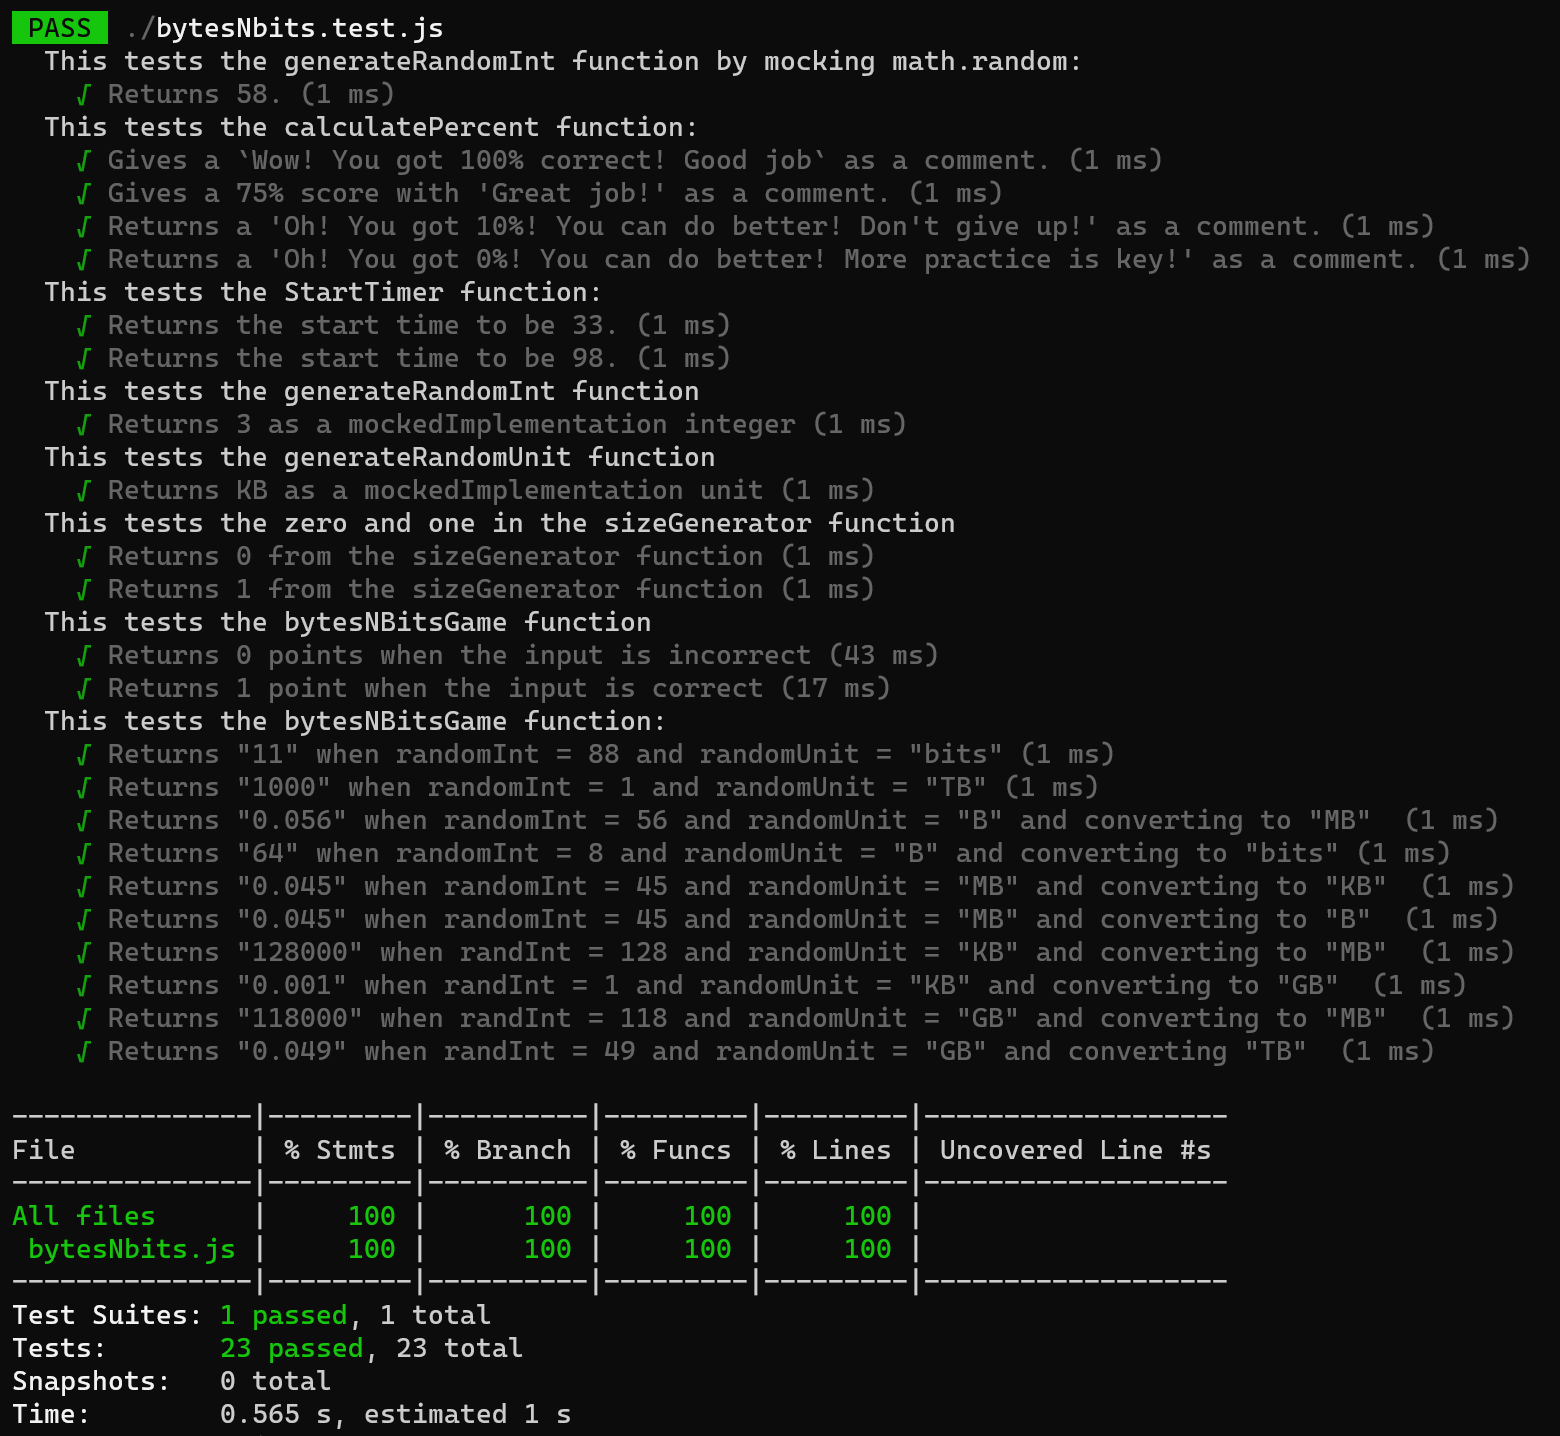 PASS ./bytesNbits.test.js
This tests the generateRandomInt function by mocking math.random:
√ Returns 58. (1 ms)
This tests the calculatePercent function:
√ Gives a `Wow! You got 100% correct! Good job` as a comment. (1 ms)
√ Gives a 75% score with 'Great job!' as a comment. (1 ms)
√ Returns a 'Oh! You got 10%! You can do better! Don't give up!' as a comment. (1 ms)
√ Returns a 'Oh! You got 0%! You can do better! More practice is key!' as a comment. (1 ms)
This tests the StartTimer function:
√ Returns the start time to be 33. (1 ms)
√ Returns the start time to be 98. (1 ms)
This tests the generateRandomInt function
√ Returns 3 as a mockedImplementation integer (1 ms)
This tests the generateRandomUnit function
√ Returns KB as a mockedImplementation unit (1 ms)
This tests the zero and one in the sizeGenerator function
√ Returns 0 from the sizeGenerator function (1 ms)
√ Returns 1 from the sizeGenerator function (1 ms)
This tests the bytesNBitsGame function
√ Returns 0 points when the input is incorrect (43 ms)
√ Returns 1 point when the input is correct (17 ms)
This tests the bytesNBitsGame function:
√ Returns "11" when randomInt = 88 and randomUnit = "bits" (1 ms)
√ Returns "1000" when randomInt = 1 and randomUnit = "TB" (1 ms)
√ Returns "0.056" when randomInt = 56 and randomUnit = "B" and converting to "MB"  (1 ms)
√ Returns "64" when randomInt = 8 and randomUnit = "B" and converting to "bits" (1 ms)
√ Returns "0.045" when randomInt = 45 and randomUnit = "MB" and converting to "KB"  (1 ms)
√ Returns "0.045" when randomInt = 45 and randomUnit = "MB" and converting to "B"  (1 ms)
√ Returns "128000" when randInt = 128 and randomUnit = "KB" and converting to "MB"  (1 ms)
√ Returns "0.001" when randInt = 1 and randomUnit = "KB" and converting to "GB"  (1 ms)
√ Returns "118000" when randInt = 118 and randomUnit = "GB" and converting to "MB"  (1 ms)
√ Returns "0.049" when randInt = 49 and randomUnit = "GB" and converting "TB"  (1 ms)
---------------|---------|----------|---------|---------|-------------------
File           | % Stmts | % Branch | % Funcs | % Lines | Uncovered Line #s
---------------|---------|----------|---------|---------|-------------------
All files      |     100 |      100 |     100 |     100 |
bytesNbits.js |     100 |      100 |     100 |     100 |
---------------|---------|----------|---------|---------|-------------------
Test Suites: 1 passed, 1 total
Tests:       23 passed, 23 total
Snapshots:   0 total
Time:        0.565 s, estimated 1 s